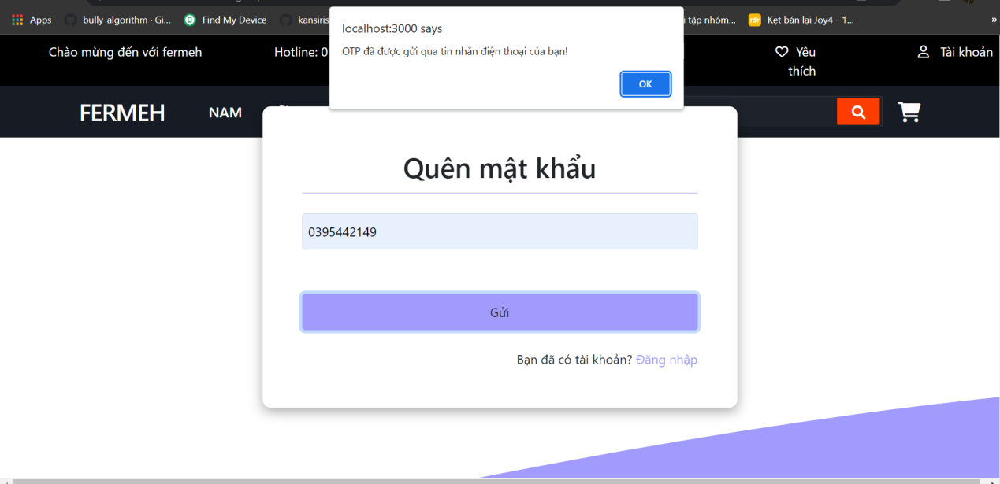 Apps
bully-algorithm · Gi...
Find My Device
kansiris
i tập nhóm...
Kẹt bán lại Joy4 - 1...
»
localhost:3000 says
OTP đã được gửi qua tin nhắn điện thoại của bạn!
OK
Chào mừng đến với fermeh
Hotline: 0
Yêu
thích
Tài khoản
FERMEH
NAM
Quên mật khẩu
0395442149
Gửi
Bạn đã có tài khoản? Đăng nhập